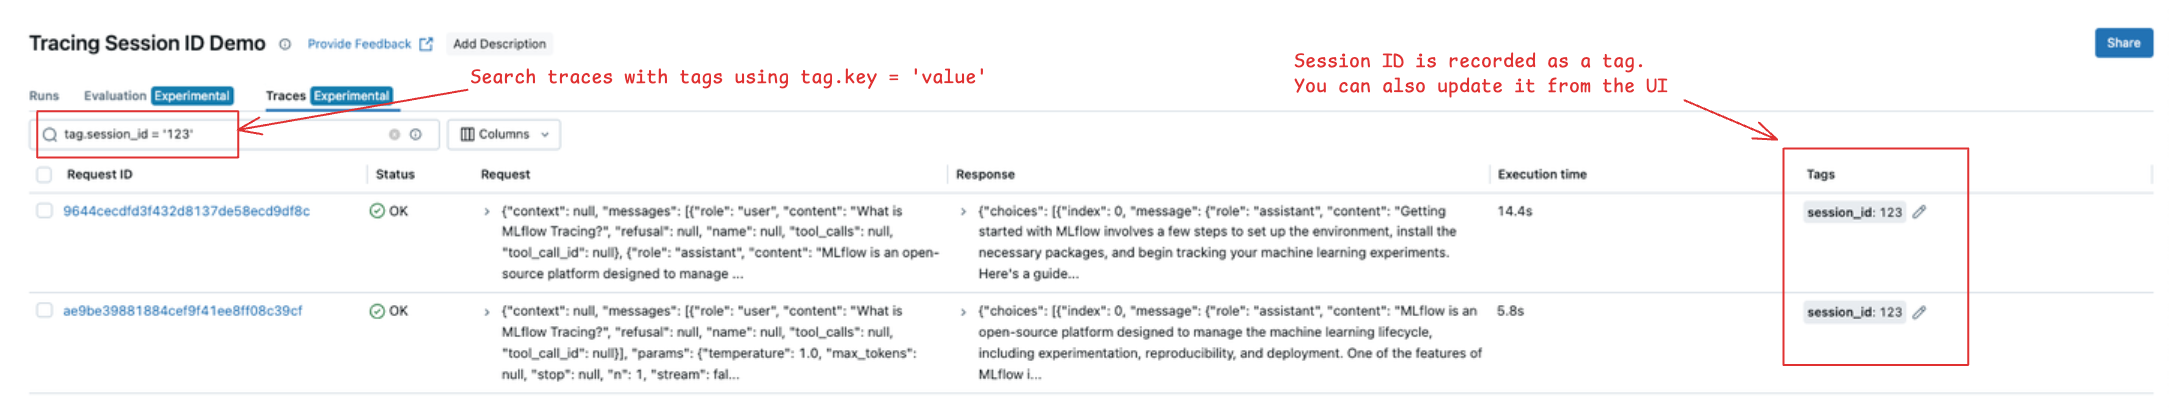 Tracing Session ID Demo Provide Feedback Add Description
Share
Session ID is recorded as a tag.
You can also update it from the UI
Search traces with tags using tag.key = 'value'
Runs Evaluation Experimental Traces Experimental
tag.session_id = '123' Columns
Request ID Status Request Response Execution time Tags
9644cecdfd3f432d8137de58ecd9df8c OK
{"context": null, "messages": [{"role": "user", "content": "What is
MLflow Tracing?", "refusal": null, "name": null, "tool_calls": null,
"tool_call_id": null}, {"role": "assistant", "content": "MLflow is an open-
source platform designed to manage ...
{"choices": [{"index": 0, "message": {"role": "assistant", "content": "Getting
started with MLflow involves a few steps to set up the environment, install the
necessary packages, and begin tracking your machine learning experiments.
Here's a guide...
14.4s
session_id: 123
ae9be39881884cef9f41ee8ff08c39cf OK
{"context": null, "messages": [{"role": "user", "content": "What is
MLflow Tracing?", "refusal": null, "name": null, "tool_calls": null,
"tool_call_id": null}], "params": {"temperature": 1.0, "max_tokens":
null, "stop": null, "n": 1, "stream": fal...
{"choices": [{"index": 0, "message": {"role": "assistant", "content": "MLflow is an
open-source platform designed to manage the machine learning lifecycle,
including experimentation, reproducibility, and deployment. One of the features of
MLflow i...
5.8s
session_id: 123